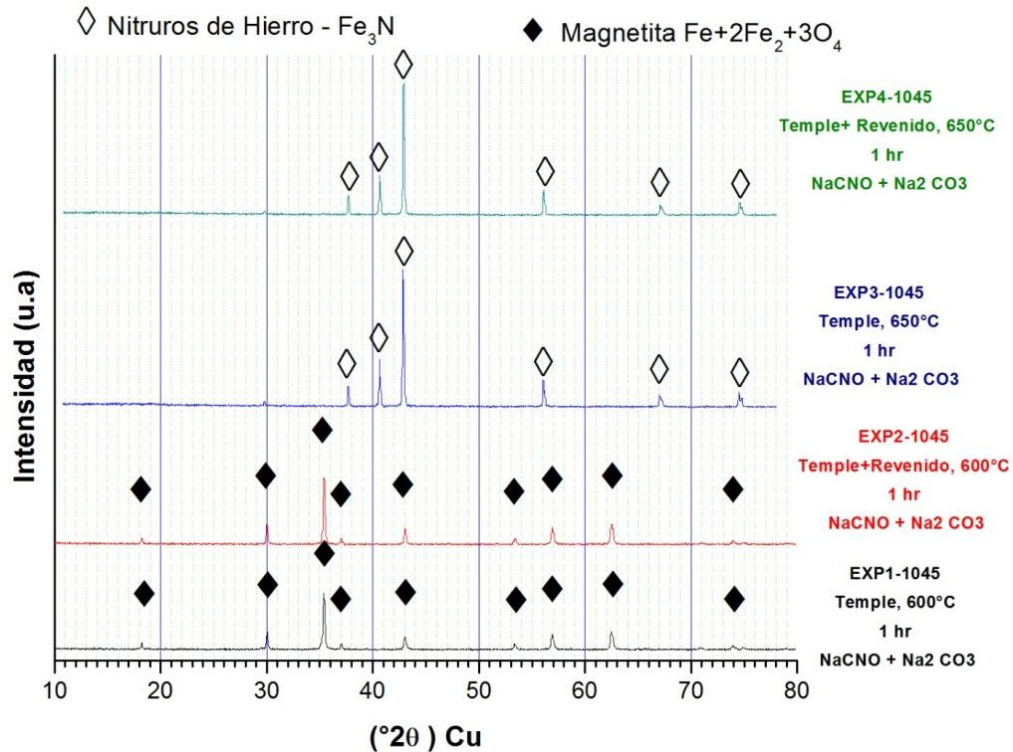 Nitruros de Hierro - Fe₃N
Magnetita Fe+2Fe₂+3O₄
EXP4-1045
Temple+ Revenido, 650°C
1 hr
NaCNO + Na2 CO3
EXP3-1045
Temple, 650°C
1 hr
NaCNO + Na2 CO3
EXP2-1045
Temple+Revenido, 600°C
1 hr
NaCNO + Na2 CO3
EXP1-1045
Temple, 600°C
1 hr
NaCNO + Na2 CO3
Intensidad (u.a)
10 20 30 40 50 60 70 80
(°2θ ) Cu